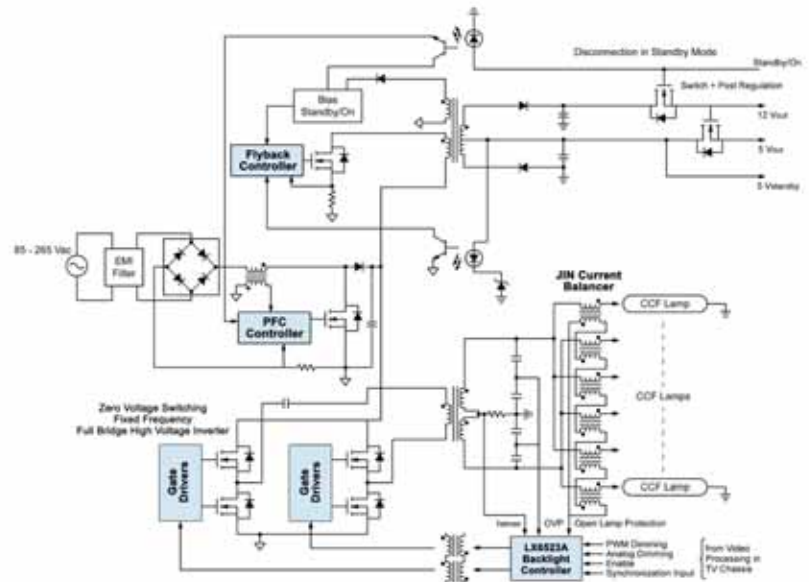 Disconnection in Standby Mode
Standby/On
Switch + Post Regulation
Bias
Standby/On
12 Vout
5 Vout
5 Vstandby
Flyback
Controller
85 - 265 Vac
EMI
Filter
PFC
Controller
JIN Current
Balancer
CCF Lamp
CCF Lamps
CCF Lamp
Zero Voltage Switching
Fixed Frequency
Full Bridge High Voltage Inverter
Gate
Drivers
Gate
Drivers
Isense
OVP
Open Lamp Protection
LX6523A
Backlight
Controller
PWM Dimming
Analog Dimming
Enable
Synchronization Input
from Video
Processing in
TV Chassis